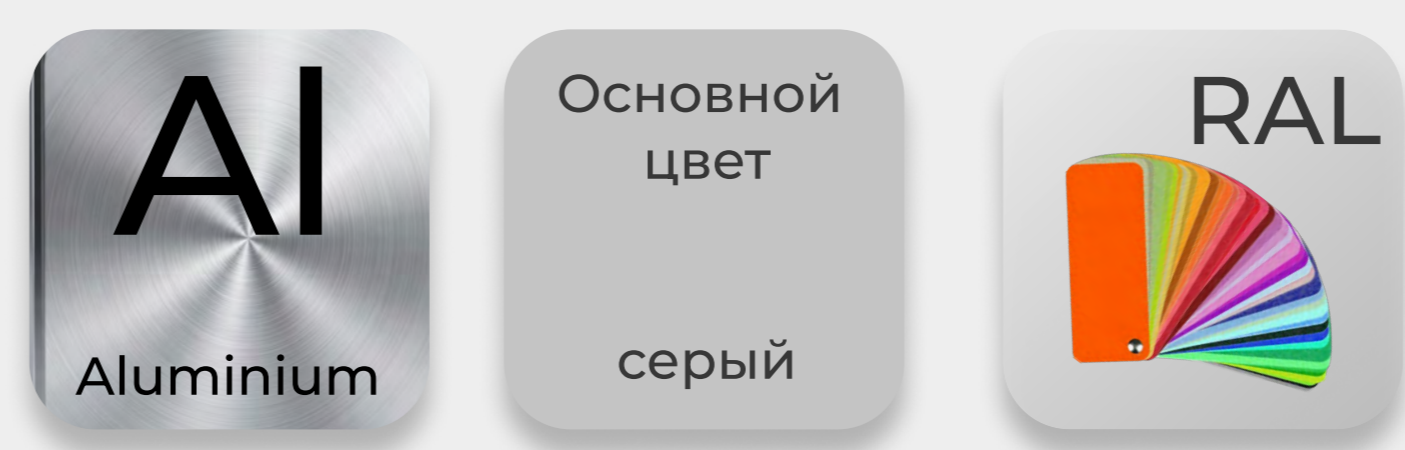 Al
Aluminium
Основной
цвет
серый
RAL